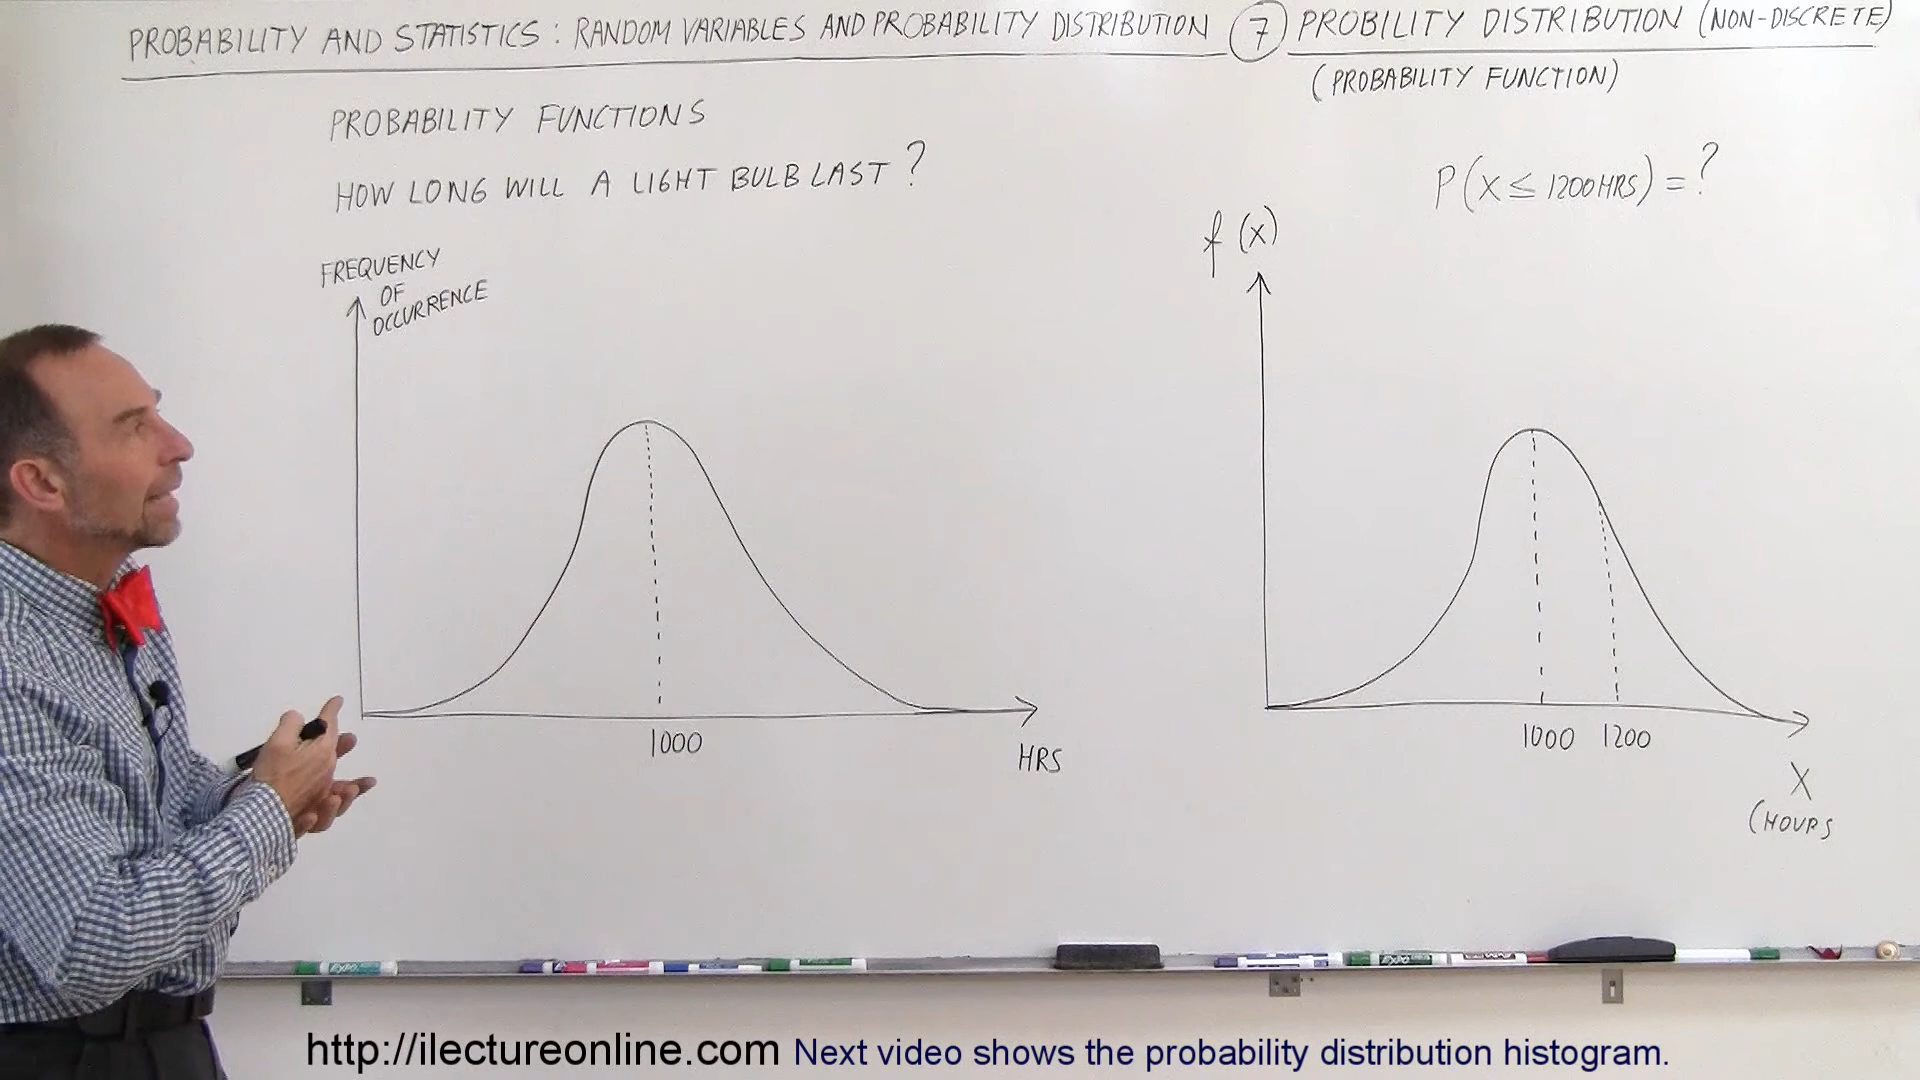 PROBABILITY AND STATISTICS : RANDOM VARIABLES AND PROBABILITY DISTRIBUTION 7 PROBILITY DISTRIBUTION (NON-DISCRETE)
(PROBABILITY FUNCTION)
PROBABILITY FUNCTIONS
HOW LONG WILL A LIGHT BULB LAST ?
P(X ≤ 1200 HRS) = ?
FREQUENCY
OF
OCCURRENCE
1000
HRS
f (x)
1000 1200
X
(HOURS
http://ilectureonline.com Next video shows the probability distribution histogram.